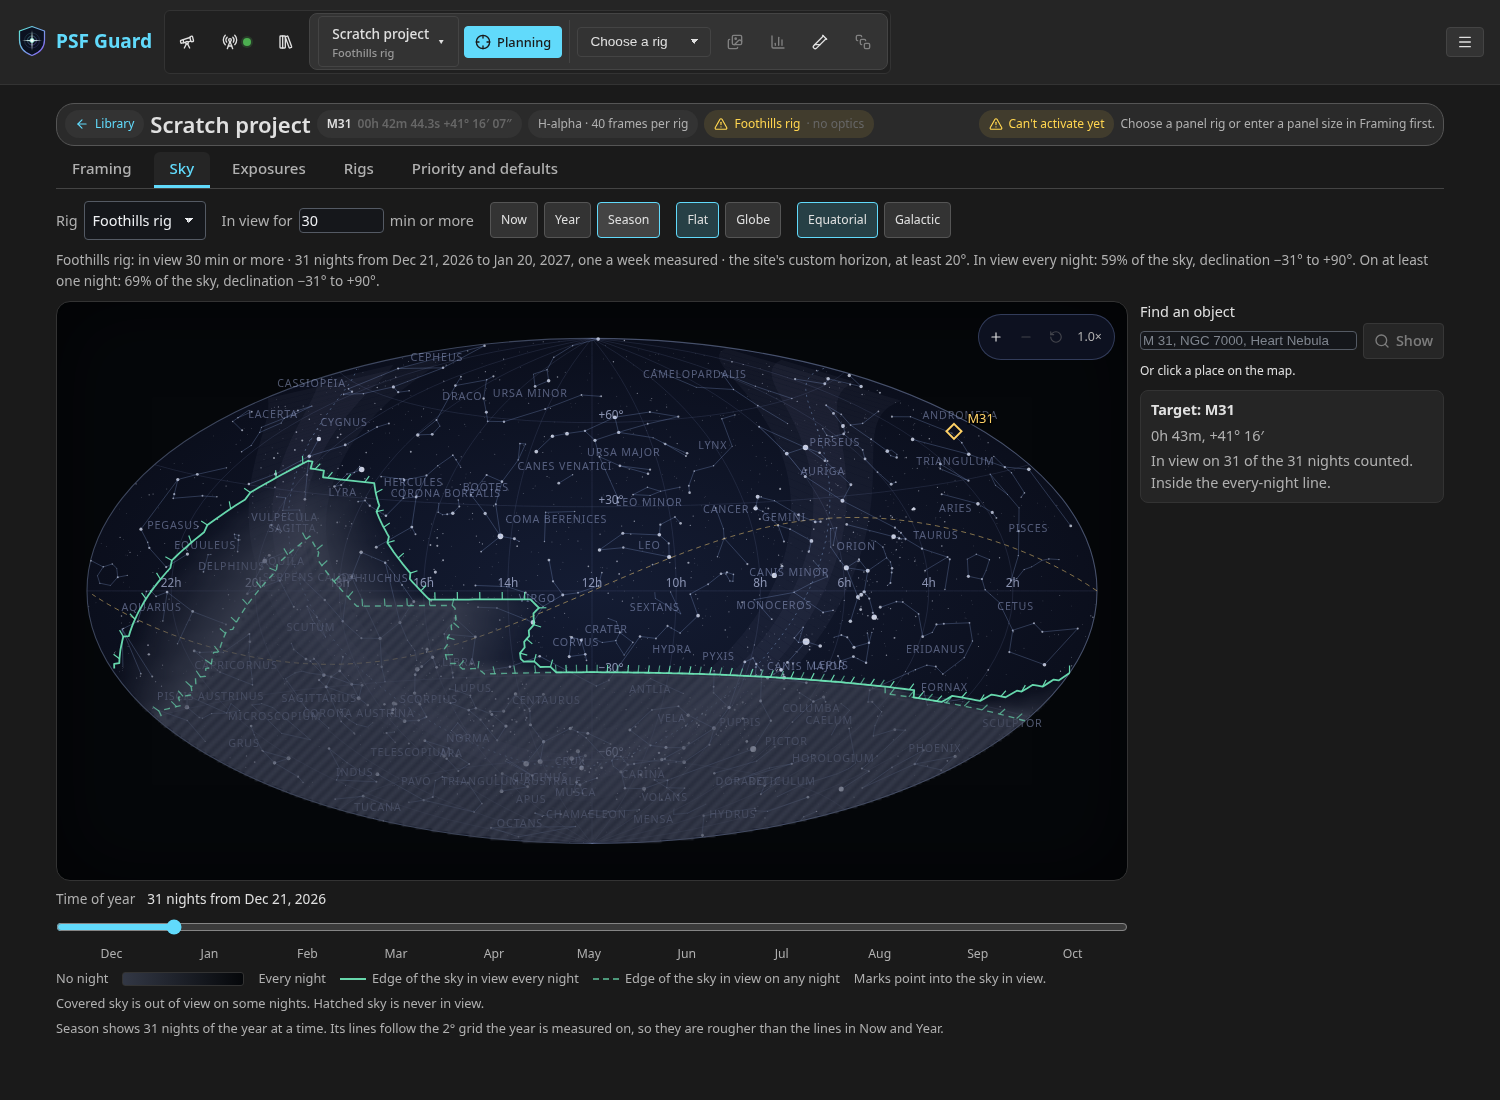 PSF Guard
Scratch project
Foothills rig
Planning
Choose a rig
Library
Scratch project
M31 00h 42m 44.3s +41° 16′ 07″
H-alpha · 40 frames per rig
Foothills rig · no optics
Can't activate yet
Choose a panel rig or enter a panel size in Framing first.
Framing
Sky
Exposures
Rigs
Priority and defaults
Rig
Foothills rig
In view for
30
min or more
Now
Year
Season
Flat
Globe
Equatorial
Galactic
Foothills rig: in view 30 min or more · 31 nights from Dec 21, 2026 to Jan 20, 2027, one a week measured · the site's custom horizon, at least 20°. In view every night: 59% of the sky, declination −31° to +90°. On at least
one night: 69% of the sky, declination −31° to +90°.
1.0×
CEPHEUS
CAMELOPARDALIS
CASSIOPEIA
DRACO
URSA MINOR
LACERTA
CYGNUS
+60°
ANDROMEDA
M31
URSA MAJOR
LYNX
PERSEUS
CANES VENATICI
AURIGA
TRIANGULUM
HERCULES
BOÖTES
LYRA
CORONA BOREALIS
+30°
LEO MINOR
CANCER
GEMINI
ARIES
VULPECULA
SAGITTA
PEGASUS
COMA BERENICES
TAURUS
PISCES
EQUULEUS
LEO
ORION
DELPHINUS
OPHIUCHUS
CANIS MINOR
22h
16h
14h
12h
10h
8h
6h
4h
2h
AQUARIUS
VIRGO
SEXTANS
MONOCEROS
CETUS
SCUTUM
CRATER
CORVUS
HYDRA
PYXIS
ERIDANUS
CAPRICORNUS
−30°
CANIS MAJOR
LEPUS
FORNAX
PISCIS AUSTRINUS
SAGITTARIUS
SCORPIUS
LUPUS
CENTAURUS
ANTLIA
MICROSCOPIUM
CORONA AUSTRINA
VELA
PUPPIS
COLUMBA
CAELUM
SCULPTOR
GRUS
TELESCOPIUM
ARA
NORMA
−60°
PICTOR
HOROLOGIUM
PHOENIX
INDUS
PAVO
TRIANGULUM AUSTRALE
CIRCINUS
CRUX
CARINA
DORADO
RETICULUM
TUCANA
APUS
MUSCA
VOLANS
OCTANS
CHAMAELEON
MENSA
HYDRUS
Find an object
M 31, NGC 7000, Heart Nebula
Show
Or click a place on the map.
Target: M31
0h 43m, +41° 16′
In view on 31 of the 31 nights counted.
Inside the every-night line.
Time of year 31 nights from Dec 21, 2026
Dec Jan Feb Mar Apr May Jun Jul Aug Sep Oct
No night
Every night
Edge of the sky in view every night
Edge of the sky in view on any night
Marks point into the sky in view.
Covered sky is out of view on some nights. Hatched sky is never in view.
Season shows 31 nights of the year at a time. Its lines follow the 2° grid the year is measured on, so they are rougher than the lines in Now and Year.